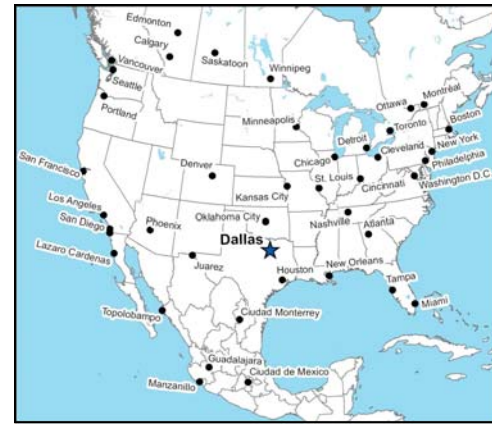 Edmonton
Calgary
Saskatoon
Vancouver
Winnipeg
Seattle
Ottawa
Montréal
Portland
Minneapolis
Toronto
Boston
Detroit
New York
San Francisco
Denver
Chicago
Cleveland
Philadelphia
St. Louis
Kansas City
Cincinnati
Washington D.C.
Los Angeles
Oklahoma City
Nashville
San Diego
Phoenix
Dallas
Atlanta
Lazaro Cardenas
Juarez
Houston
New Orleans
Tampa
Topolobampo
Ciudad Monterrey
Miami
Guadalajara
Manzanillo
Ciudad de Mexico